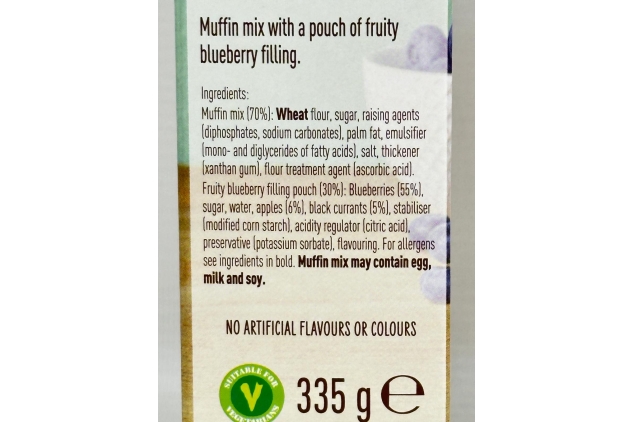 Muffin mix with a pouch of fruity
blueberry filling.
Ingredients:
Muffin mix (70%): Wheat flour, sugar, raising agents
(diphosphates, sodium carbonates), palm fat, emulsifier
(mono- and diglycerides of fatty acids), salt, thickener
(xanthan gum), flour treatment agent (ascorbic acid).
Fruity blueberry filling pouch (30%): Blueberries (55%),
sugar, water, apples (6%), black currants (5%), stabiliser
(modified corn starch), acidity regulator (citric acid),
preservative (potassium sorbate), flavouring. For allergens
see ingredients in bold. Muffin mix may contain egg,
milk and soy.
NO ARTIFICIAL FLAVOURS OR COLOURS
SUITABLE FOR
V
VEGETARIANS
335 g ℮